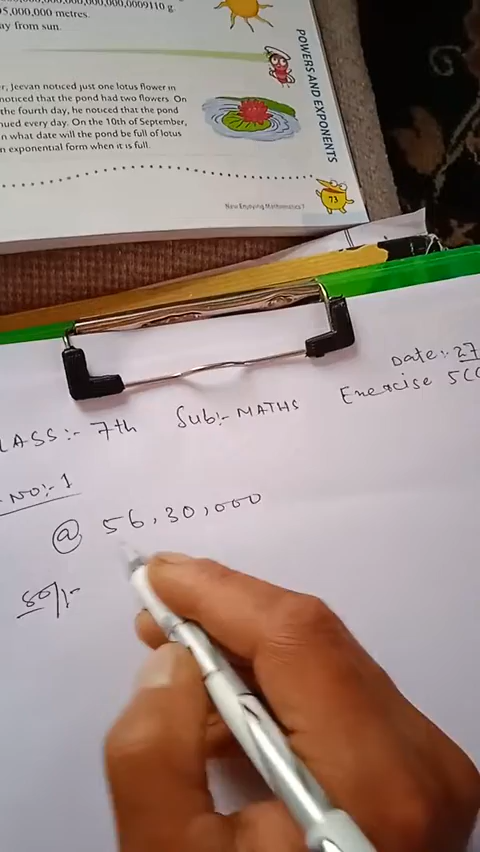 000,000,000,000,000,0009110 g.
95,000,000 metres.
ay from sun.
r, Jeevan noticed just one lotus flower in
noticed that the pond had two flowers. On
the fourth day, he noticed that the pond
nued every day. On the 10th of September,
n what date will the pond be full of lotus
n exponential form when it is full.
POWERS AND EXPONENTS
New Enjoying Mathematics 7
73
Date:- 27
LASS:- 7th Sub:- MATHS Exercise 5(C
NO:- 1
(a) 56,30,000
Sol:-